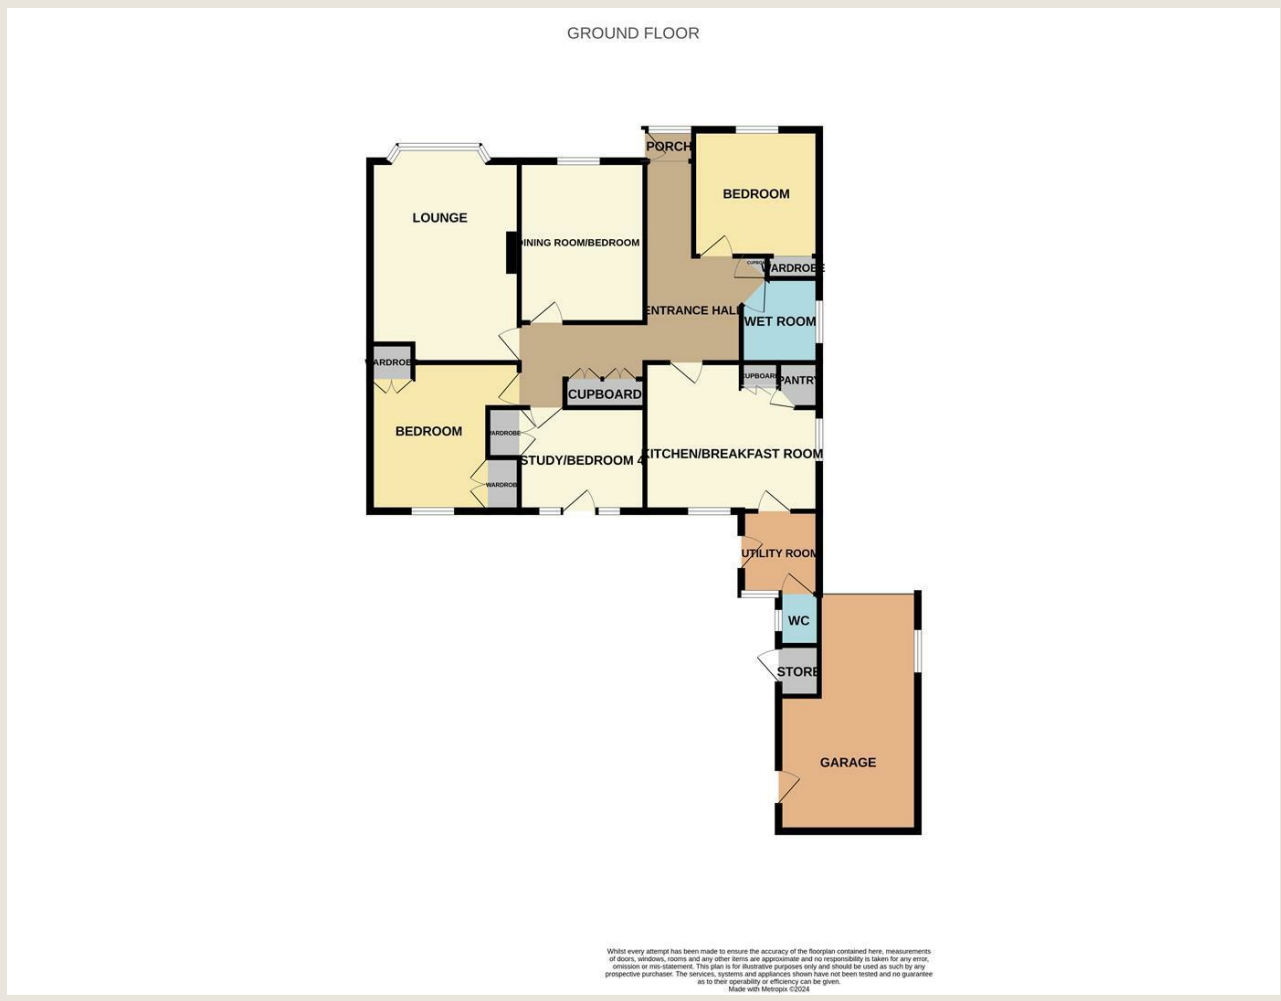 GROUND FLOOR
PORCH
BEDROOM
LOUNGE
DINING ROOM/BEDROOM
CUPBOARD
WARDROBE
ENTRANCE HALL
WET ROOM
WARDROBE
CUPBOARD
PANTRY
CUPBOARD
BEDROOM
WARDROBE
STUDY/BEDROOM 4
KITCHEN/BREAKFAST ROOM
WARDROBE
UTILITY ROOM
WC
STORE
GARAGE
Whilst every attempt has been made to ensure the accuracy of the floorplan contained here, measurements
of doors, windows, rooms and any other items are approximate and no responsibility is taken for any error,
omission or mis-statement. This plan is for illustrative purposes only and should be used as such by any
prospective purchaser. The services, systems and appliances shown have not been tested and no guarantee
as to their operability or efficiency can be given.
Made with Metropix ©2024